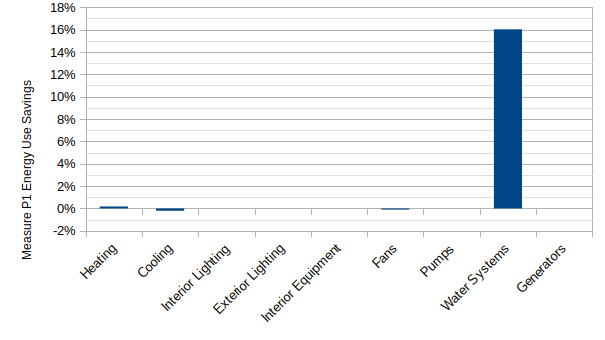 18%
16%
14%
12%
10%
8%
6%
4%
2%
0%
-2%
Measure P1 Energy Use Savings
Heating
Cooling
Interior Lighting
Exterior Lighting
Interior Equipment
Fans
Pumps
Water Systems
Generators